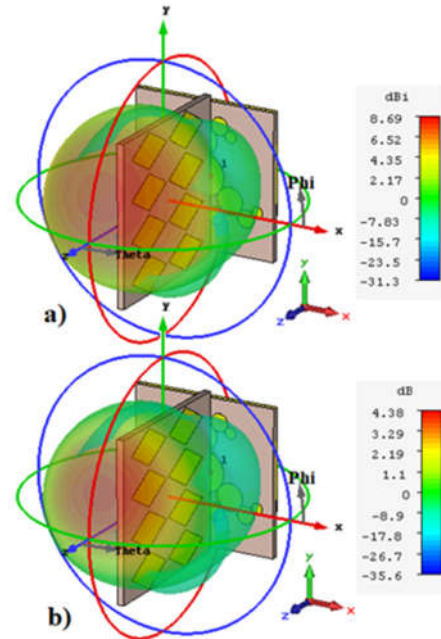 y
dBi
8.69
6.52
4.35
2.17
0
-7.83
-15.7
-23.5
-31.3
1
Phi
x
z
Theta
y
z
x
a)
y
dB
4.38
3.29
2.19
1.1
0
-8.9
-17.8
-26.7
-35.6
1
Phi
x
z
Theta
y
z
x
b)